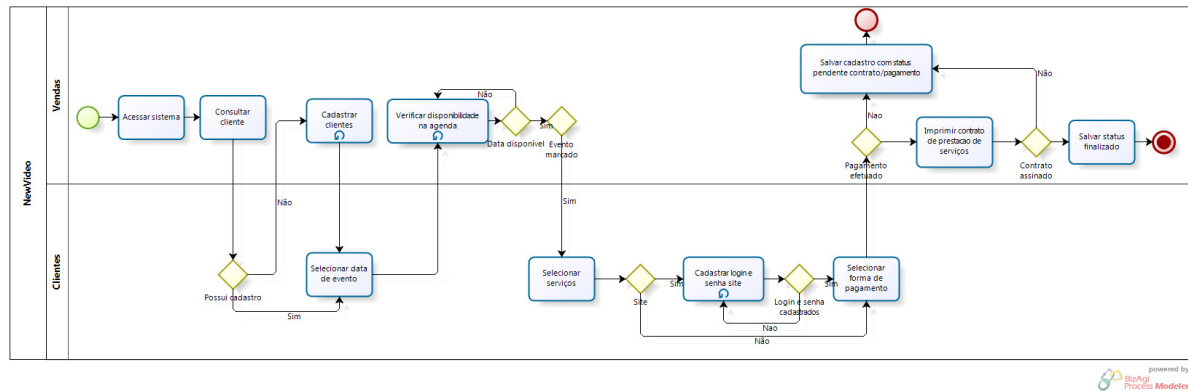 NewVideo
Vendas
Acessar sistema
Consultar
cliente
Não
Cadastrar
clientes
Verificar disponibilidade
na agenda
Não
Data disponível
Sim
Evento
marcado
Salvar cadastro com status
pendente contrato/pagamento
Nao
Pagamento
efetuado
Imprimir contrato
de prestacao de
serviços
Não
Contrato
assinado
Salvar status
finalizado
Clientes
Possui cadastro
Sim
Selecionar data
de evento
Sim
Selecionar
serviços
Site
Sim
Não
Cadastrar login e
senha site
Nao
Login e senha
cadastrados
Sim
Selecionar
forma de
pagamento
powered by
BizAgi
Process Modeler